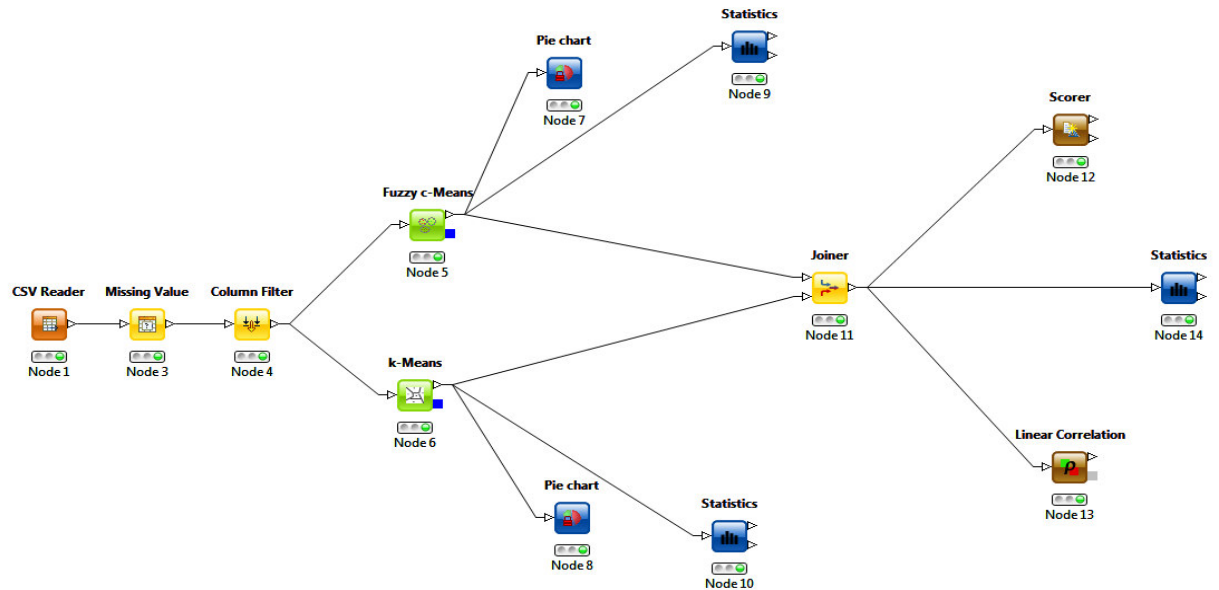 Statistics
Node 9
Pie chart
Node 7
Scorer
Node 12
Fuzzy c-Means
Node 5
Joiner
Node 11
Statistics
Node 14
CSV Reader
Node 1
Missing Value
Node 3
Column Filter
Node 4
k-Means
Node 6
Linear Correlation
ρ
Node 13
Pie chart
Node 8
Statistics
Node 10